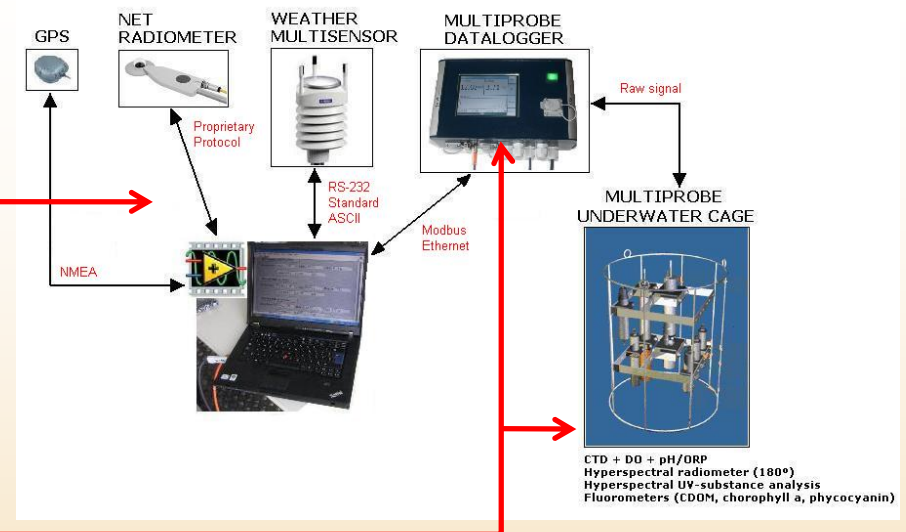 GPS
NET
RADIOMETER
WEATHER
MULTISENSOR
MULTIPROBE
DATALOGGER
Raw signal
Proprietary
Protocol
RS-232
Standard
ASCII
Modbus
Ethernet
NMEA
MULTIPROBE
UNDERWATER CAGE
CTD + DO + pH/ORP
Hyperspectral radiometer (180º)
Hyperspectral UV-substance analysis
Fluorometers (CDOM, chorophyll a, phycocyanin)